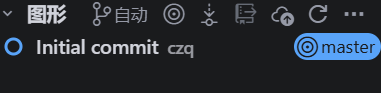 图形 自动
Initial commit czq master